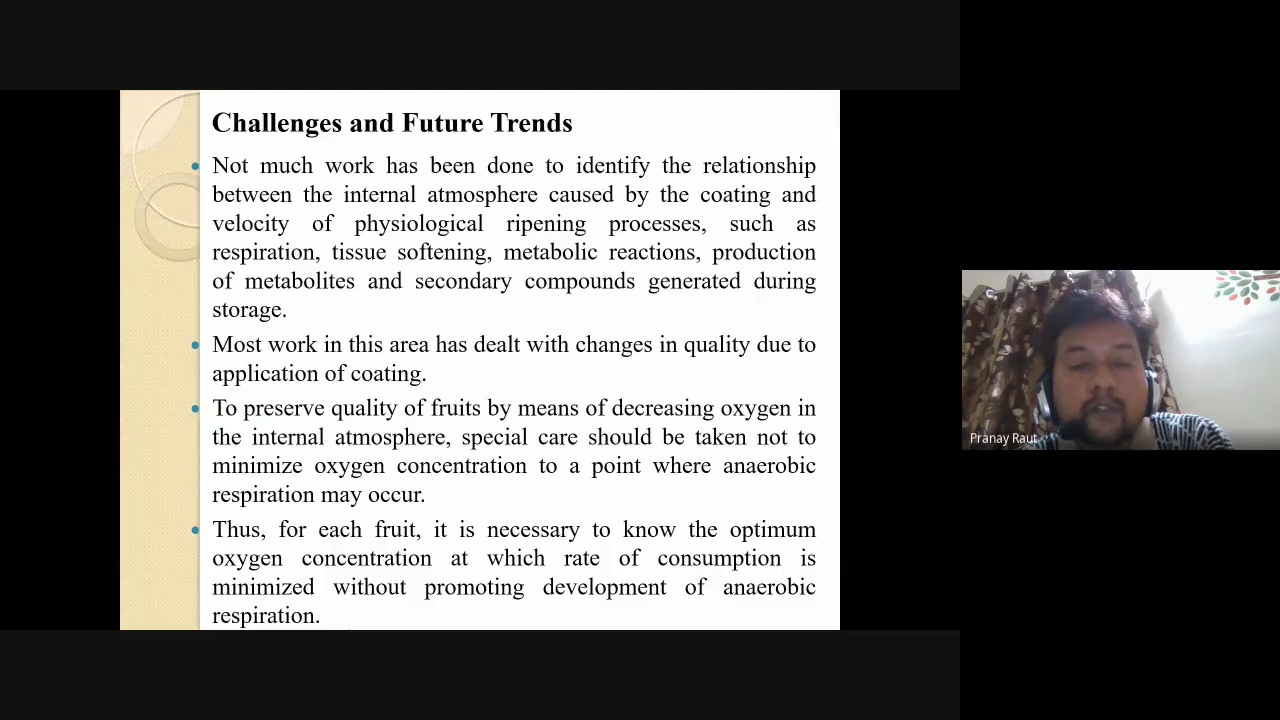 Challenges and Future Trends
Not much work has been done to identify the relationship
between the internal atmosphere caused by the coating and
velocity of physiological ripening processes, such as
respiration, tissue softening, metabolic reactions, production
of metabolites and secondary compounds generated during
storage.
Most work in this area has dealt with changes in quality due to
application of coating.
To preserve quality of fruits by means of decreasing oxygen in
the internal atmosphere, special care should be taken not to
minimize oxygen concentration to a point where anaerobic
respiration may occur.
Thus, for each fruit, it is necessary to know the optimum
oxygen concentration at which rate of consumption is
minimized without promoting development of anaerobic
respiration.
Pranay Raut